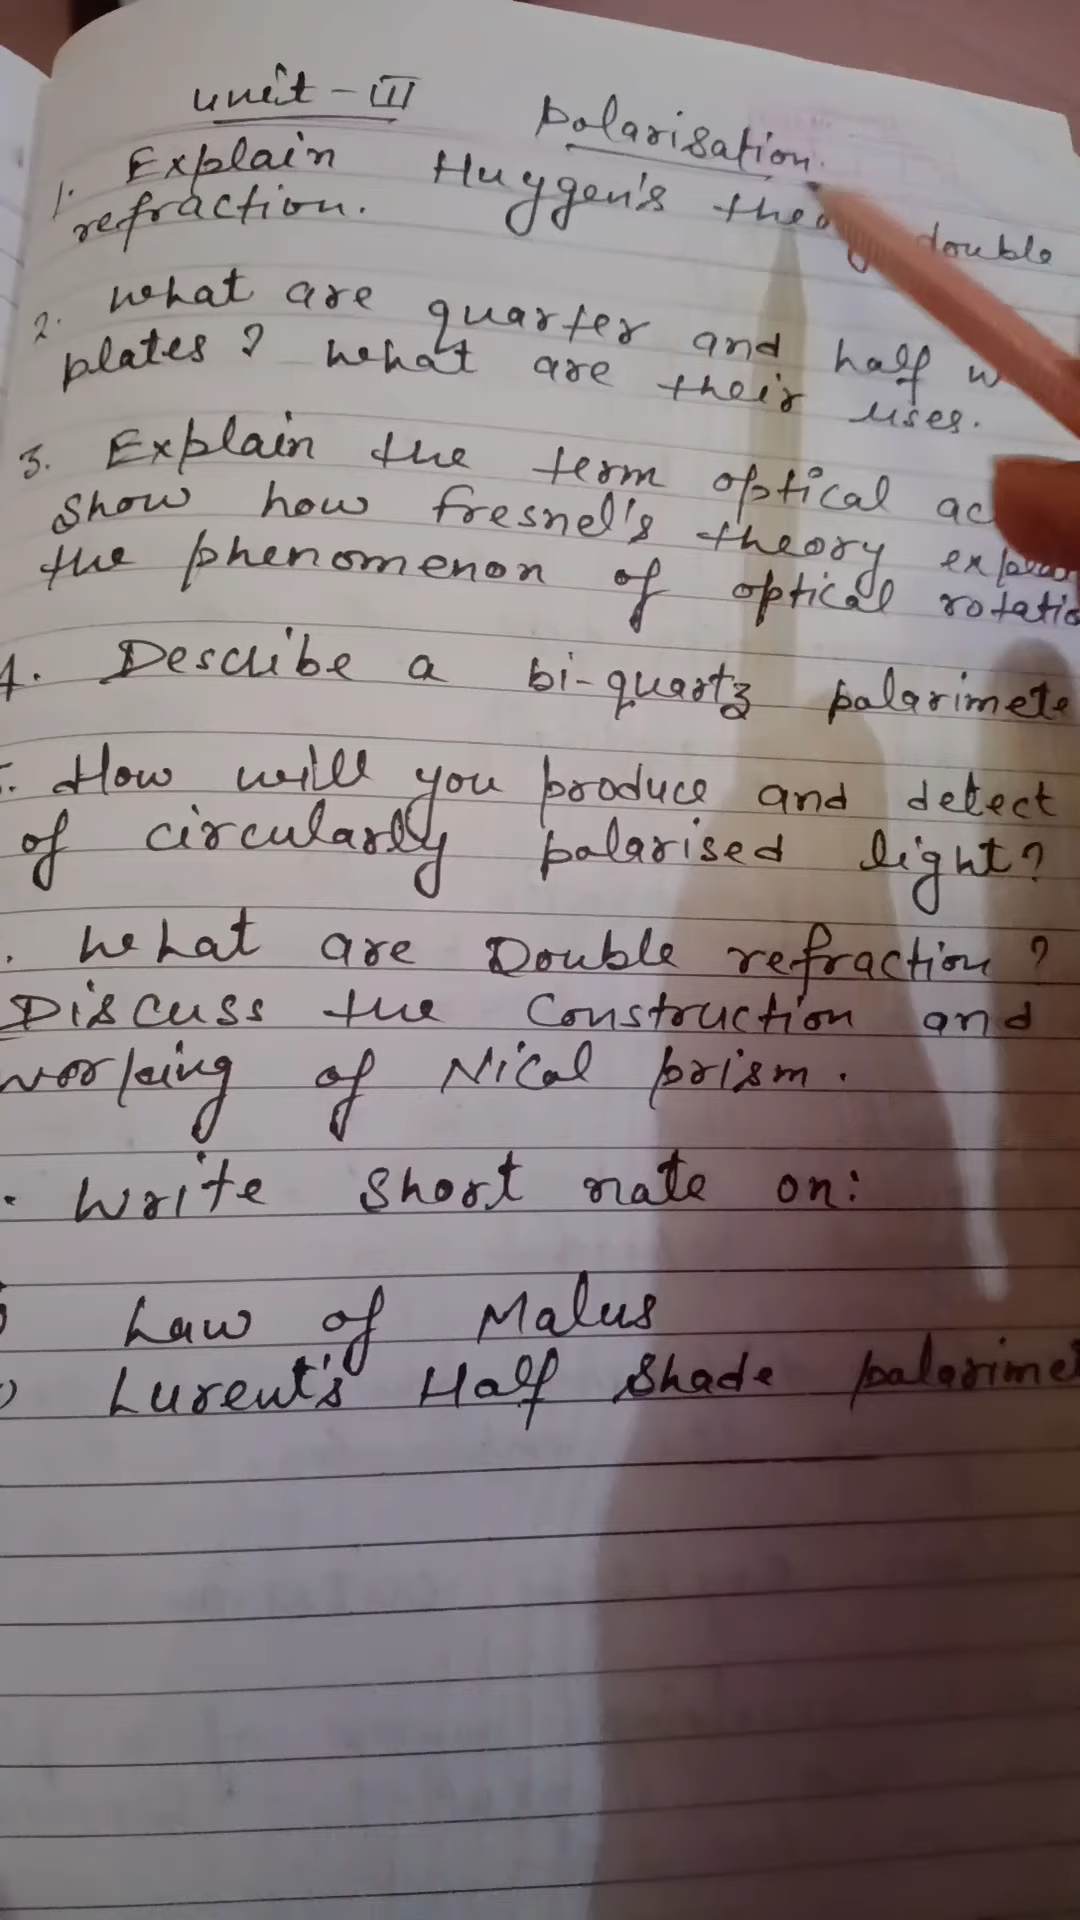 Unit - III Polarisation.
1. Explain Huygen's double
refraction.
2. What are quarter and half
plates? What are their uses.
3. Explain the term optical
Show how fresnel's theory
the phenomenon of optical
4. Describe a bi-quartz
How will you produce and detect
of circularly polarised light?
What are Double refraction?
Discuss the Construction and
working of Nical prism.
Write short note on:
Law of Malus
Lurent's Half Shade